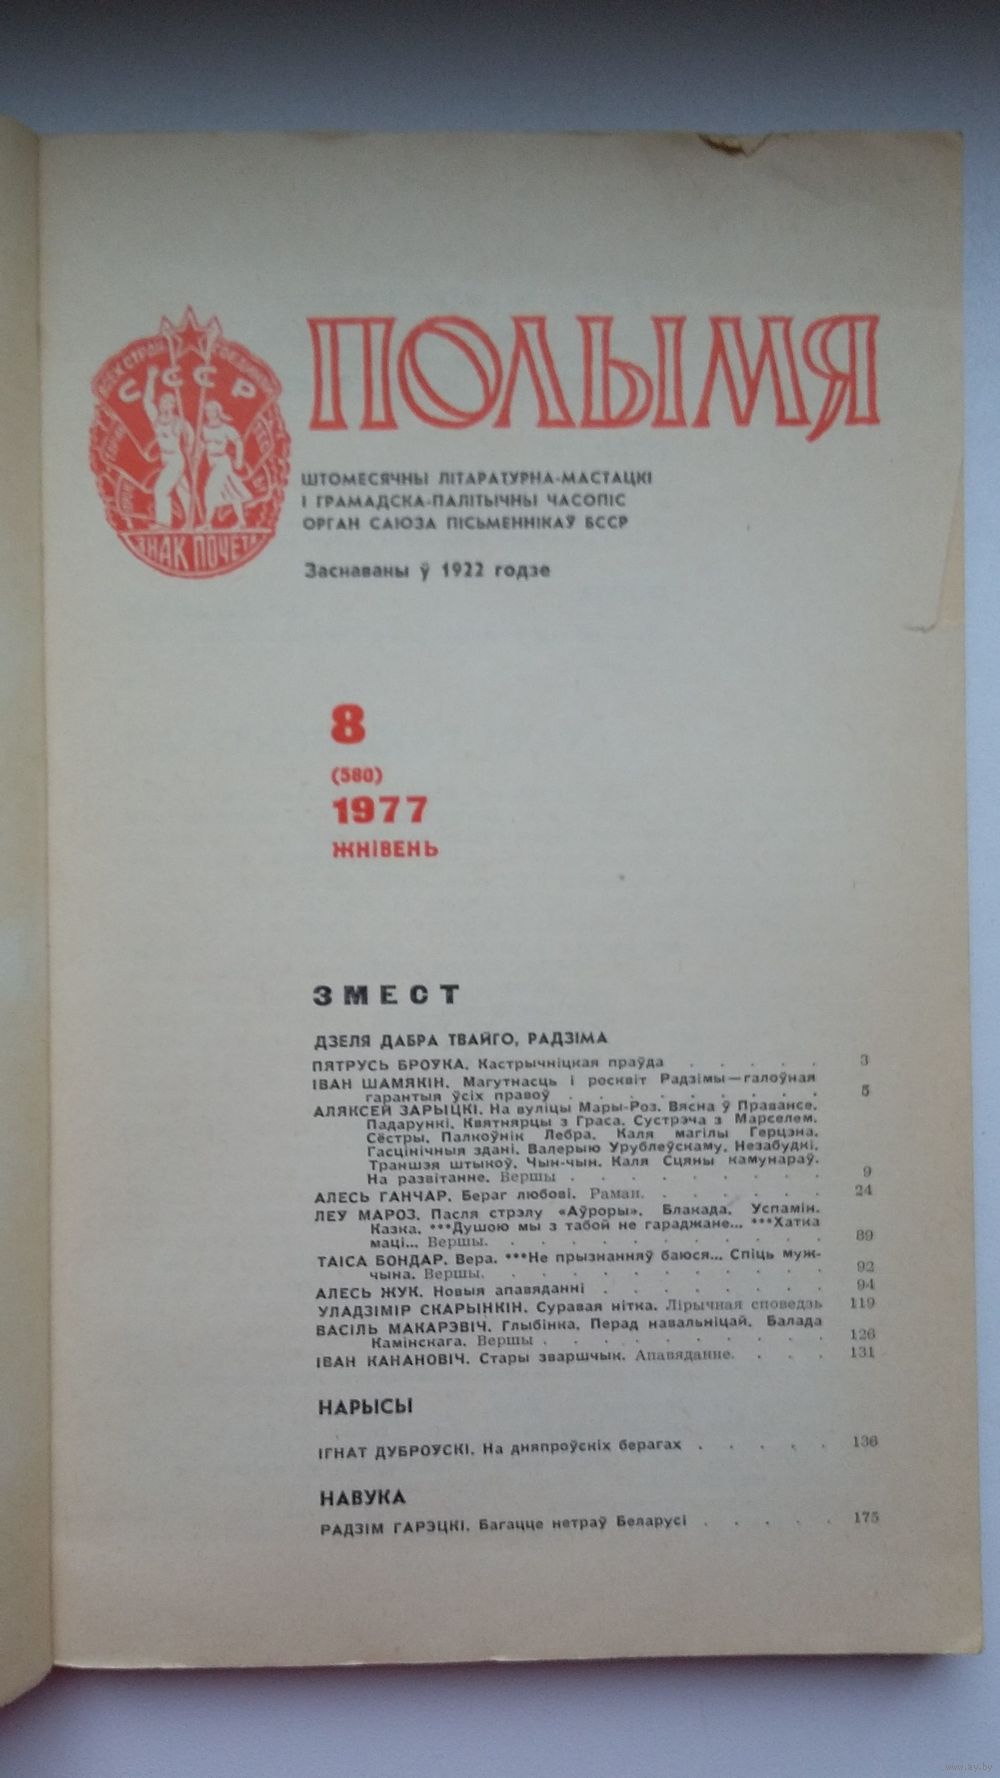 ПОЛЫМЯ
СССР
ЗНАК ПОЧЕТА
ШТОМЕСЯЧНЫ ЛІТАРАТУРНА-МАСТАЦКІ
І ГРАМАДСКА-ПАЛІТЫЧНЫ ЧАСОПІС
ОРГАН САЮЗА ПІСЬМЕННІКАЎ БССР
Заснаваны ў 1922 годзе
8
(580)
1977
ЖНІВЕНЬ
ЗМЕСТ
ДЗЕЛЯ ДАБРА ТВАЙГО, РАДЗІМА
ПЯТРУСЬ БРОЎКА. Кастрычніцкая праўда . . . . . 3
ІВАН ШАМЯКІН. Магутнасць і росквіт Радзімы — галоўная
гарантыя ўсіх правоў . . . . . . . . 5
АЛЯКСЕЙ ЗАРЫЦКІ. На вуліцы Мары-Роз. Вясна ў Правансе.
Падарункі. Квятнярцы з Граса. Сустрэча з Марселем.
Сёстры. Палкоўнік Лебра. Каля магілы Герцэна.
Гасцінічныя здані. Валерыю Урублеўскаму. Незабудкі.
Траншэя штыкоў. Чын-чын. Каля Сцяны камунараў.
На развітанне. Вершы . . . . . . . . 9
АЛЕСЬ ГАНЧАР. Бераг любові. Раман. . . . . . . 24
ЛЕУ МАРОЗ. Пасля стрэлу «Аўроры». Блакада. Успамін.
Казка. ***Душою мы з табой не гараджане... ***Хатка
маці... Вершы. . . . . . . . . . 89
ТАІСА БОНДАР. Вера. ***Не прызнанняў баюся... Спіць муж-
чына. Вершы. . . . . . . . . . 92
АЛЕСЬ ЖУК. Новыя апавяданні . . . . . . . 94
УЛАДЗІМІР СКАРЫНКІН. Суравая нітка. Лірычная споведзь 119
ВАСІЛЬ МАКАРЭВІЧ. Глыбінка. Перад навальніцай. Балада
Камінскага. Вершы . . . . . . . . . 126
ІВАН КАНАНОВІЧ. Стары зваршчык. Апавяданне. . . . 131
НАРЫСЫ
ІГНАТ ДУБРОЎСКІ. На дняпроўскіх берагах . . . . . 136
НАВУКА
РАДЗІМ ГАРЭЦКІ. Багацце нетраў Беларусі . . . . . 175
www.ay.by